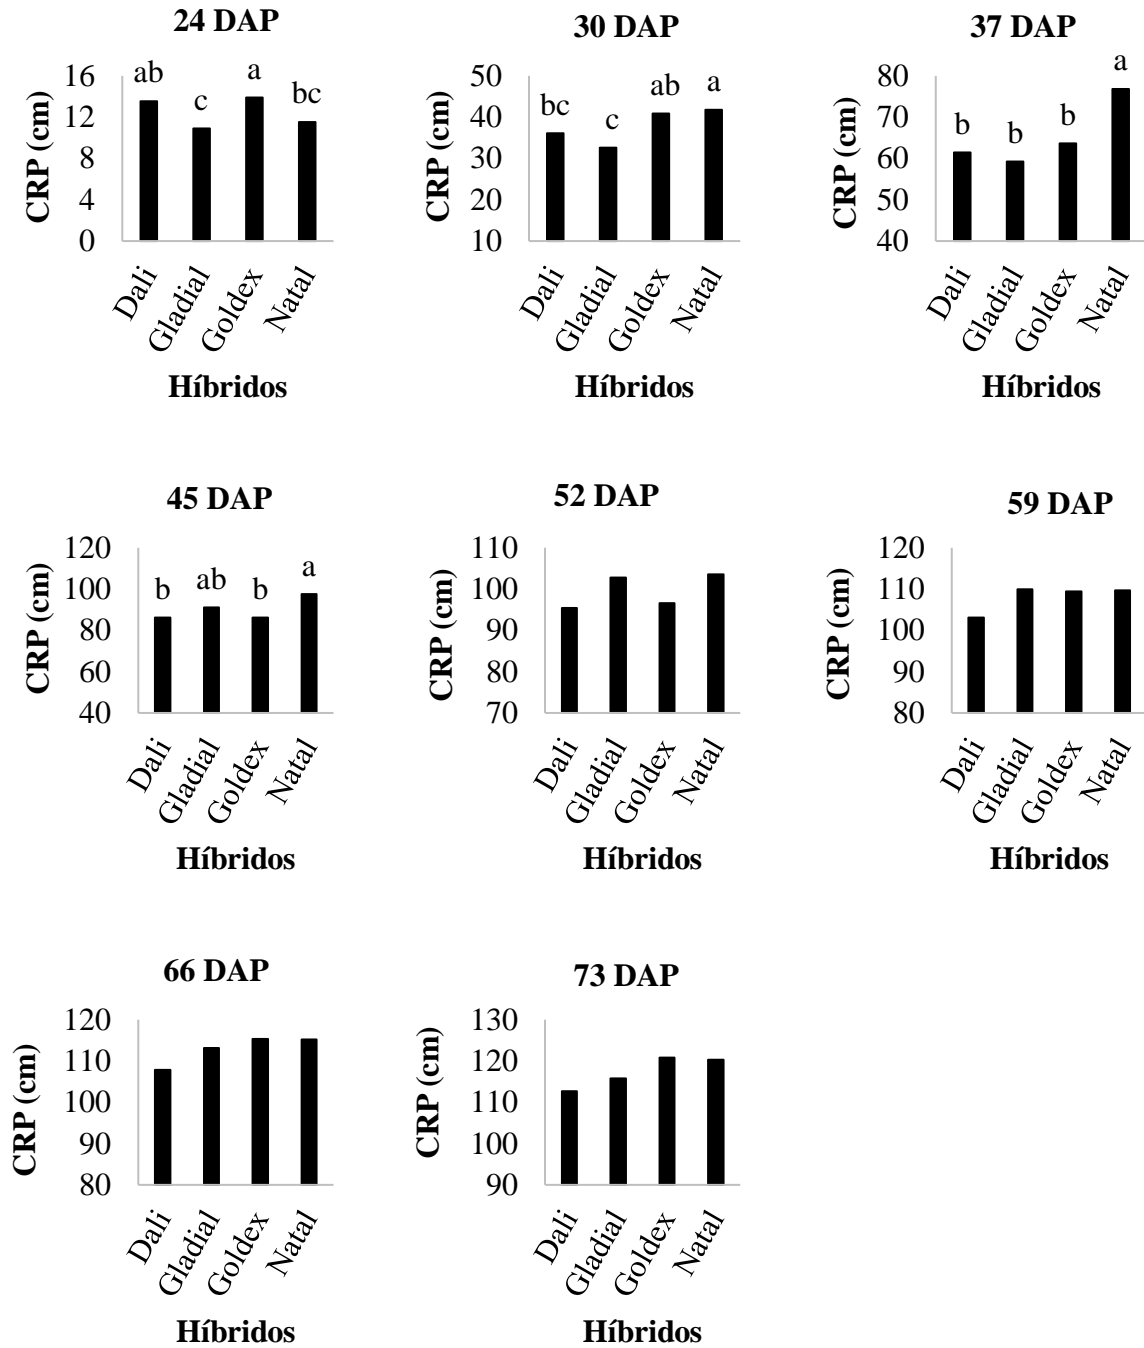 24 DAP
CRP (cm)
16
12
8
4
0
ab
c
a
bc
Dali
Gladial
Goldex
Natal
Híbridos
30 DAP
CRP (cm)
50
40
30
20
10
bc
c
ab
a
Dali
Gladial
Goldex
Natal
Híbridos
37 DAP
CRP (cm)
80
70
60
50
40
b
b
b
a
Dali
Gladial
Goldex
Natal
Híbridos
45 DAP
CRP (cm)
120
100
80
60
40
b
ab
b
a
Dali
Gladial
Goldex
Natal
Híbridos
52 DAP
CRP (cm)
110
100
90
80
70
Dali
Gladial
Goldex
Natal
Híbridos
59 DAP
CRP (cm)
120
110
100
90
80
Dali
Gladial
Goldex
Natal
Híbridos
66 DAP
CRP (cm)
120
110
100
90
80
Dali
Gladial
Goldex
Natal
Híbridos
73 DAP
CRP (cm)
130
120
110
100
90
Dali
Gladial
Goldex
Natal
Híbridos